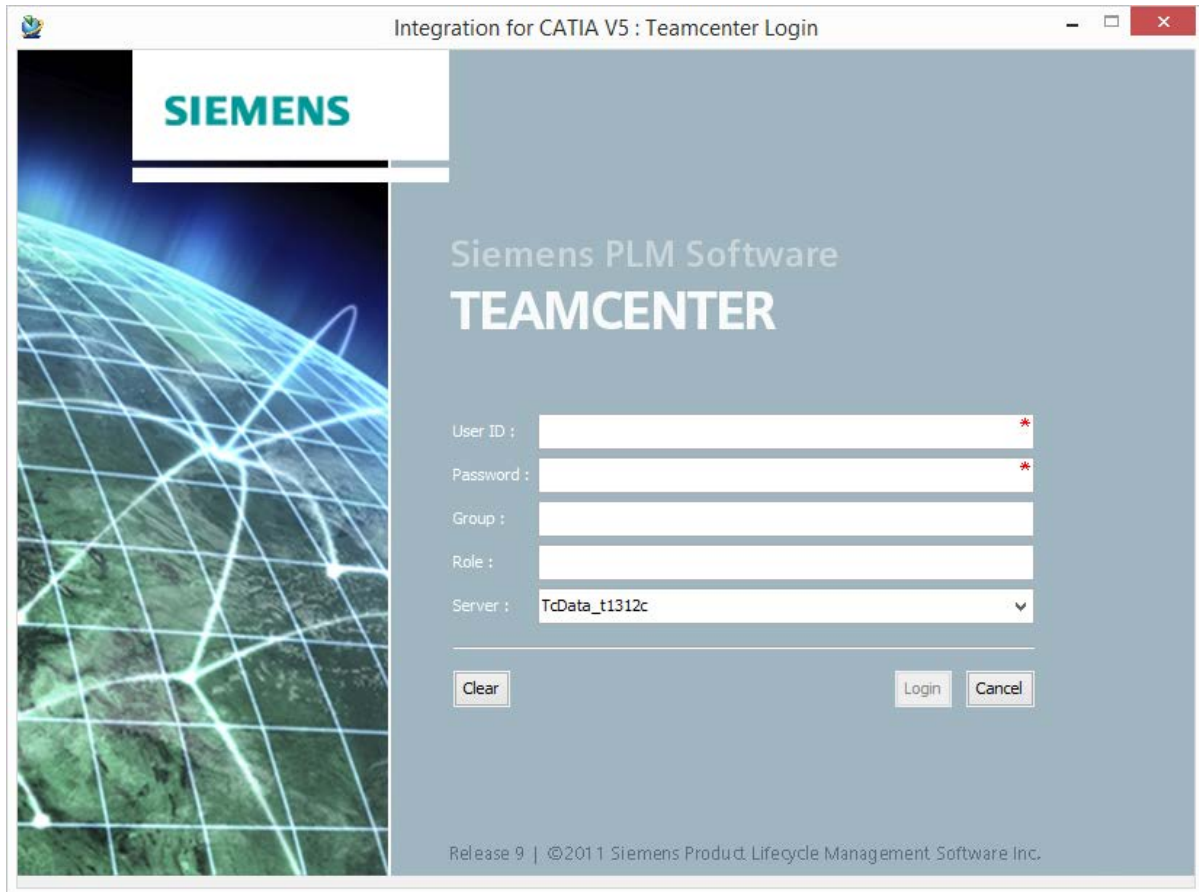 Integration for CATIA V5 : Teamcenter Login
SIEMENS
Siemens PLM Software
TEAMCENTER
User ID :
*
Password :
*
Group :
Role :
Server : TcData_t1312c
Clear Login Cancel
Release 9 | ©2011 Siemens Product Lifecycle Management Software Inc.